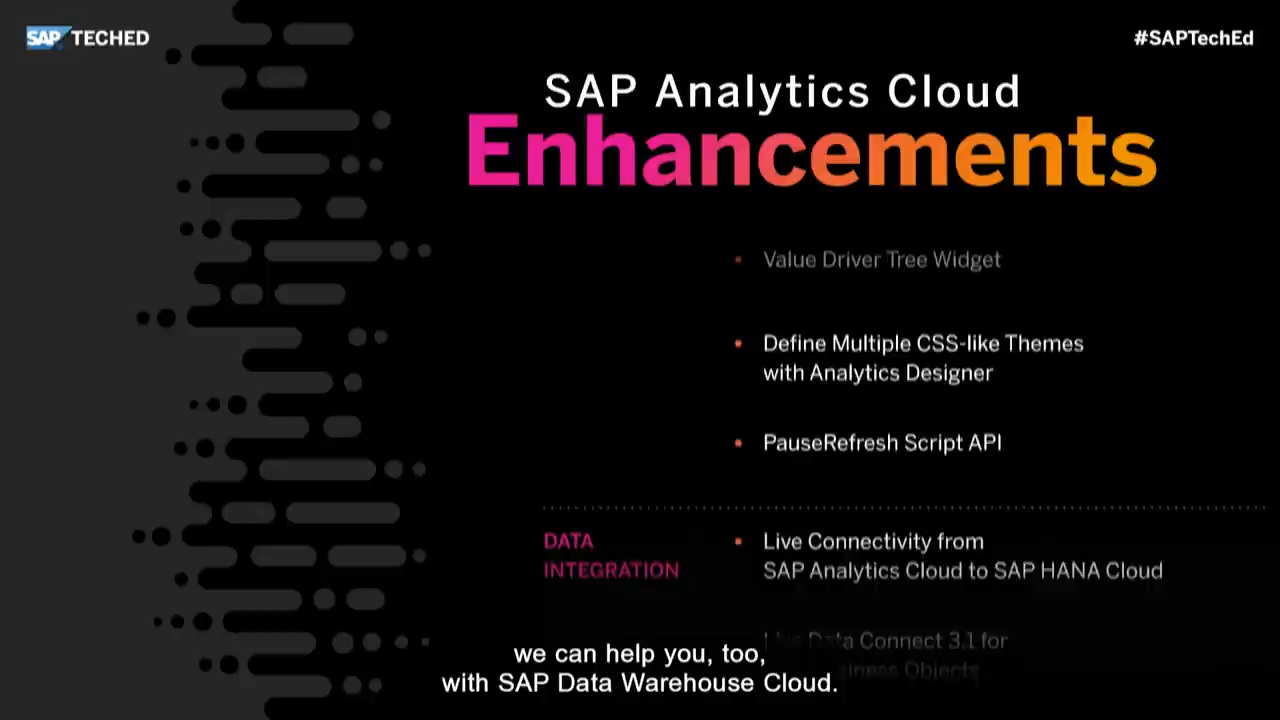 SAP TECHED
#SAPTechEd
SAP Analytics Cloud
Enhancements
• Value Driver Tree Widget
• Define Multiple CSS-like Themes
with Analytics Designer
• PauseRefresh Script API
DATA
INTEGRATION
• Live Connectivity from
SAP Analytics Cloud to SAP HANA Cloud
Data Connect 3.1 for
Objects
we can help you, too,
with SAP Data Warehouse Cloud.